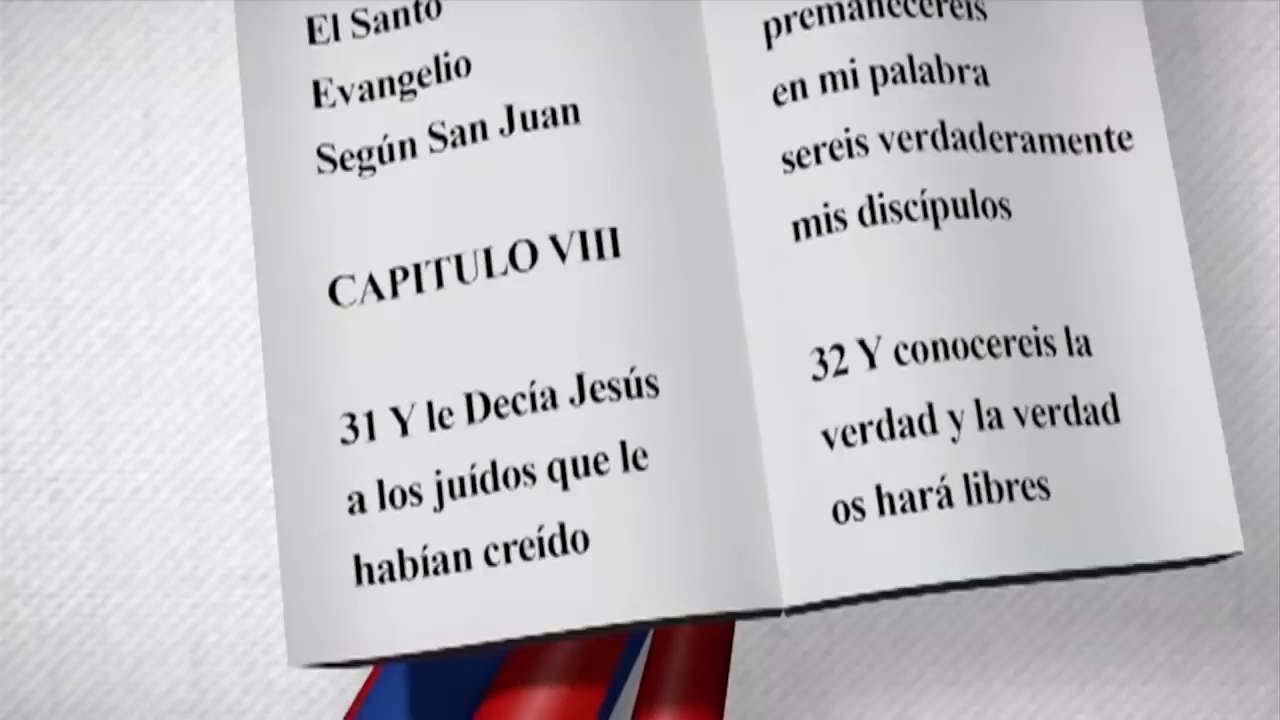 El Santo
Evangelio
Según San Juan
CAPITULO VIII
31 Y le Decía Jesús
a los juídos que le
habían creído
premanecereis
en mi palabra
sereis verdaderamente
mis discípulos
32 Y conocereis la
verdad y la verdad
os hará libres